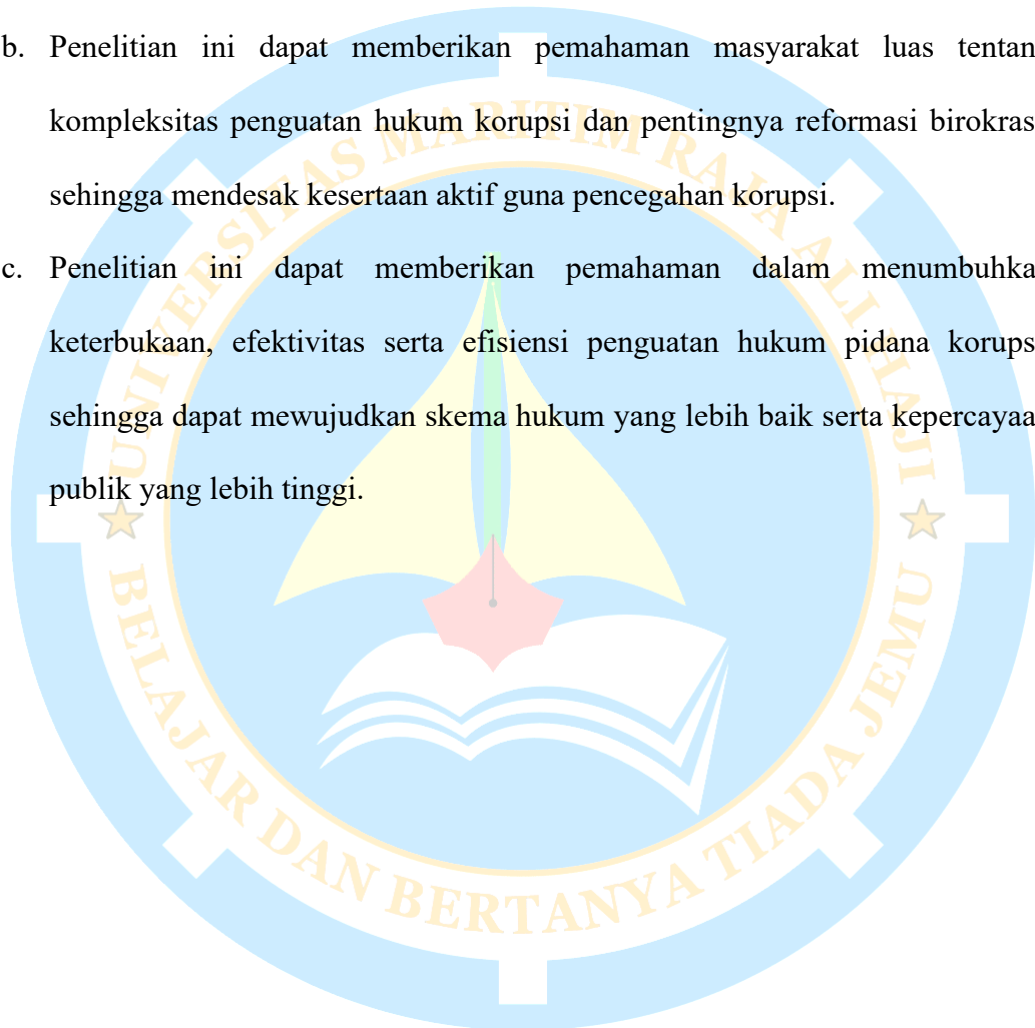 b. Penelitian ini dapat memberikan pemahaman masyarakat luas tentan
kompleksitas penguatan hukum korupsi dan pentingnya reformasi birokras
sehingga mendesak kesertaan aktif guna pencegahan korupsi.
c. Penelitian ini dapat memberikan pemahaman dalam menumbuhka
keterbukaan, efektivitas serta efisiensi penguatan hukum pidana korups
sehingga dapat mewujudkan skema hukum yang lebih baik serta kepercayaa
publik yang lebih tinggi.
UNIVERSITAS MARITIM RAJA ALI HAJI
BELAJAR DAN BERTANYA TIADA JEMU